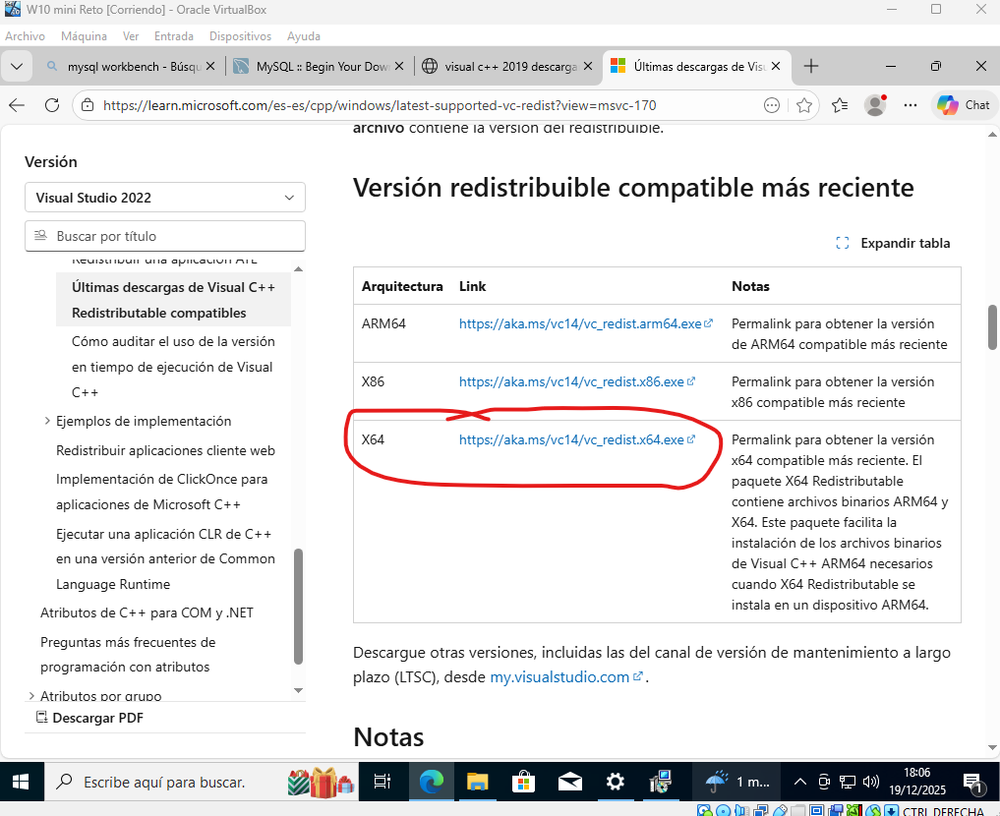 W10 mini Reto [Corriendo] - Oracle VirtualBox
Archivo Máquina Ver Entrada Dispositivos Ayuda
mysql workbench - Búsqu
MySQL :: Begin Your Dow
visual c++ 2019 descarga
Últimas descargas de Visu
https://learn.microsoft.com/es-es/cpp/windows/latest-supported-vc-redist?view=msvc-170
Chat
archivo contiene la versión del redistribuible.
Versión
Visual Studio 2022
Buscar por título
Redistribuir una aplicación ATL
Últimas descargas de Visual C++
Redistributable compatibles
Cómo auditar el uso de la versión
en tiempo de ejecución de Visual
C++
Ejemplos de implementación
Redistribuir aplicaciones cliente web
Implementación de ClickOnce para
aplicaciones de Microsoft C++
Ejecutar una aplicación CLR de C++
en una versión anterior de Common
Language Runtime
Atributos de C++ para COM y .NET
Preguntas más frecuentes de
programación con atributos
Atributos por grupo
Descargar PDF
Versión redistribuible compatible más reciente
Expandir tabla
Arquitectura Link Notas
ARM64 https://aka.ms/vc14/vc_redist.arm64.exe Permalink para obtener la versión
de ARM64 compatible más reciente
X86 https://aka.ms/vc14/vc_redist.x86.exe Permalink para obtener la versión
x86 compatible más reciente
X64 https://aka.ms/vc14/vc_redist.x64.exe Permalink para obtener la versión
x64 compatible más reciente. El
paquete X64 Redistributable
contiene archivos binarios ARM64 y
X64. Este paquete facilita la
instalación de los archivos binarios
de Visual C++ ARM64 necesarios
cuando X64 Redistributable se
instala en un dispositivo ARM64.
Descargue otras versiones, incluidas las del canal de versión de mantenimiento a largo
plazo (LTSC), desde my.visualstudio.com.
Notas
Escribe aquí para buscar.
1 m...
18:06
19/12/2025
1
CTRL DERECHA